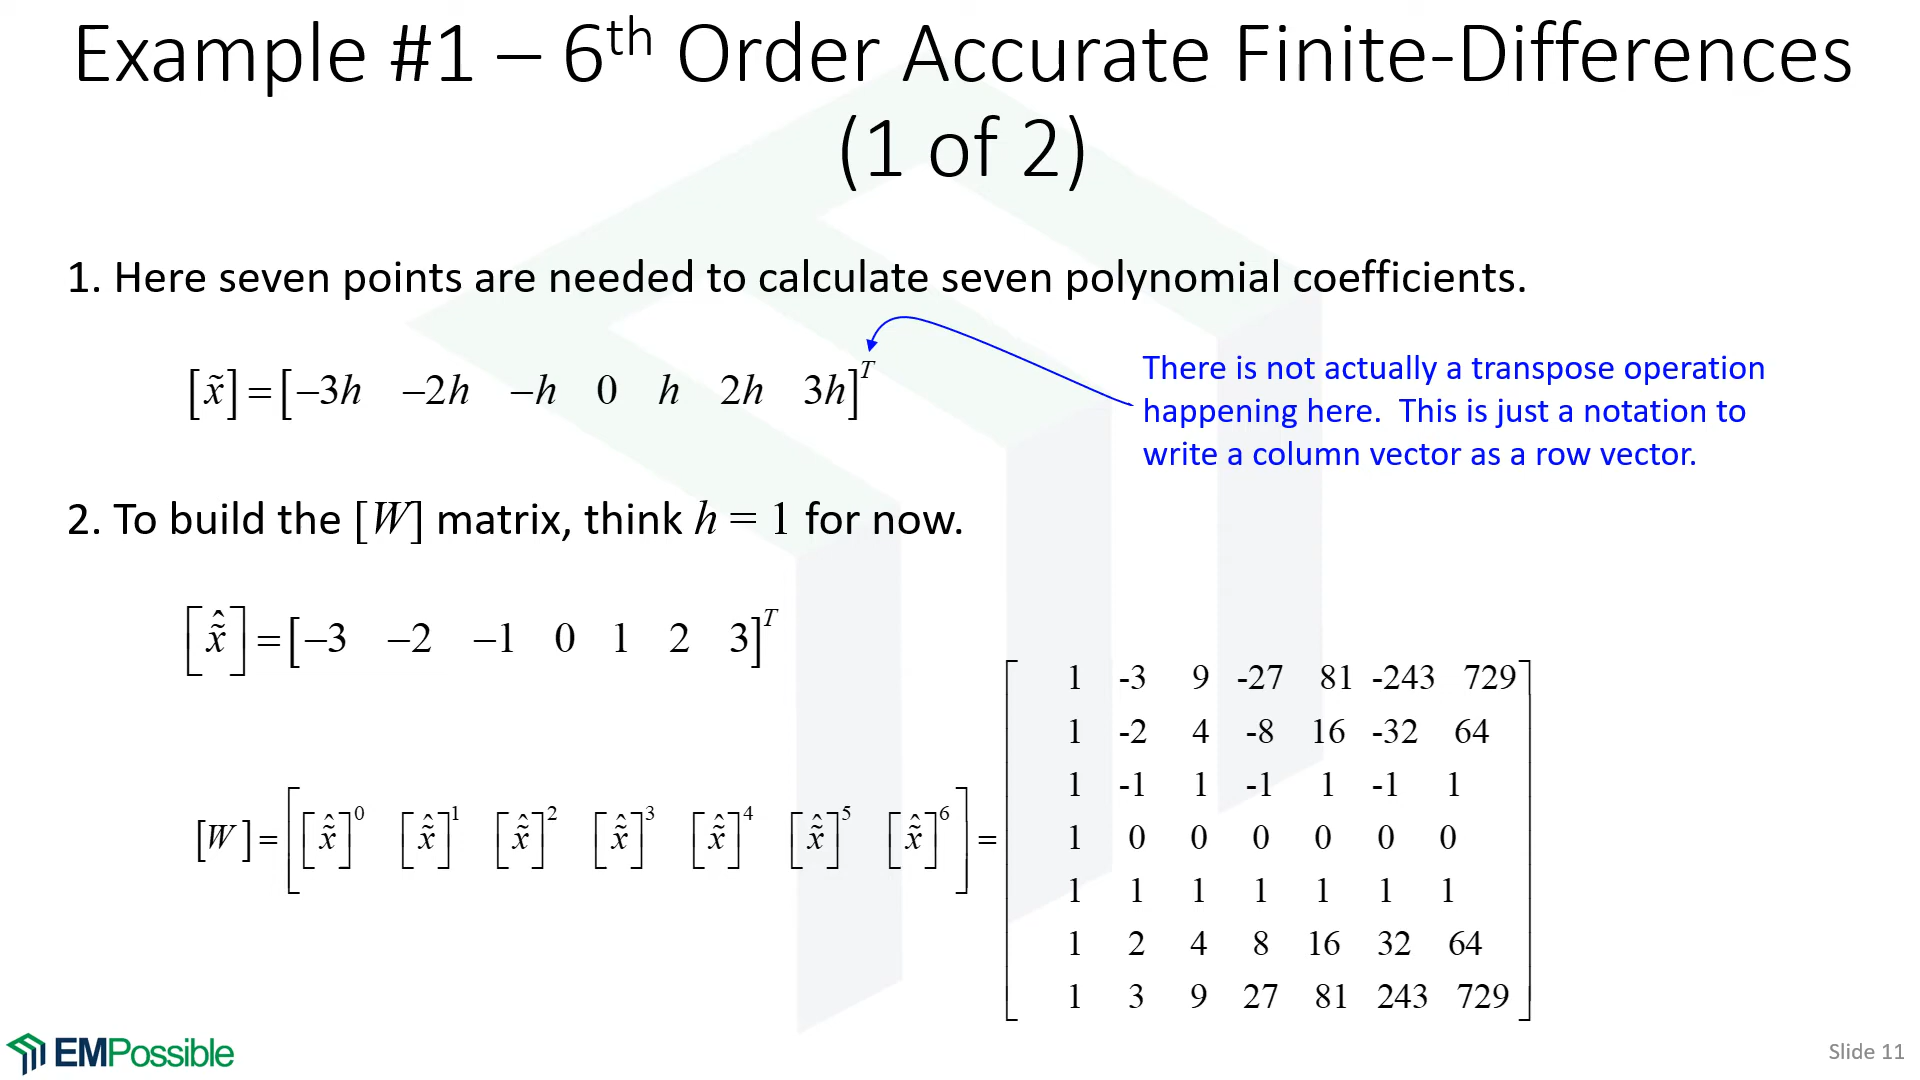 Example #1 – 6th Order Accurate Finite-Differences
(1 of 2)
1. Here seven points are needed to calculate seven polynomial coefficients.
[x̃] = [−3h −2h −h 0 h 2h 3h]^T
There is not actually a transpose operation
happening here. This is just a notation to
write a column vector as a row vector.
2. To build the [W] matrix, think h = 1 for now.
[x̃̂] = [−3 −2 −1 0 1 2 3]^T
[W] = [[x̃̂]^0 [x̃̂]^1 [x̃̂]^2 [x̃̂]^3 [x̃̂]^4 [x̃̂]^5 [x̃̂]^6] =
1 -3 9 -27 81 -243 729
1 -2 4 -8 16 -32 64
1 -1 1 -1 1 -1 1
1 0 0 0 0 0 0
1 1 1 1 1 1 1
1 2 4 8 16 32 64
1 3 9 27 81 243 729
EMPossible
Slide 11